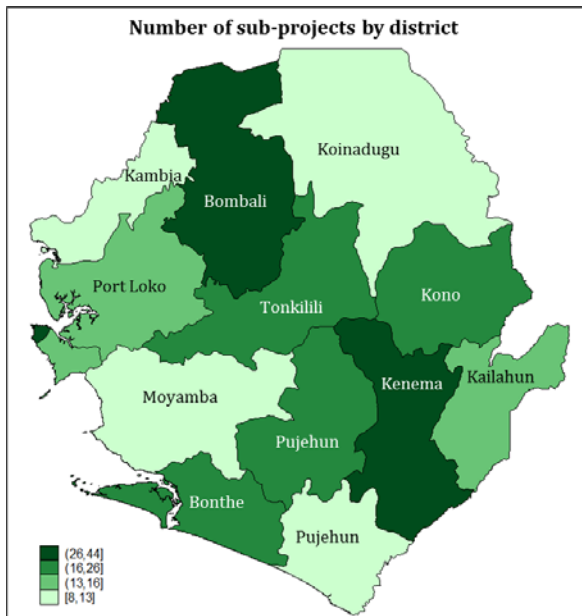 Number of sub-projects by district
Koinadugu
Kambia
Bombali
Port Loko
Tonkilili
Kono
Moyamba
Kenema
Kailahun
Pujehun
Bonthe
Pujehun
(26,44]
(16,26]
(13,16]
[8,13]